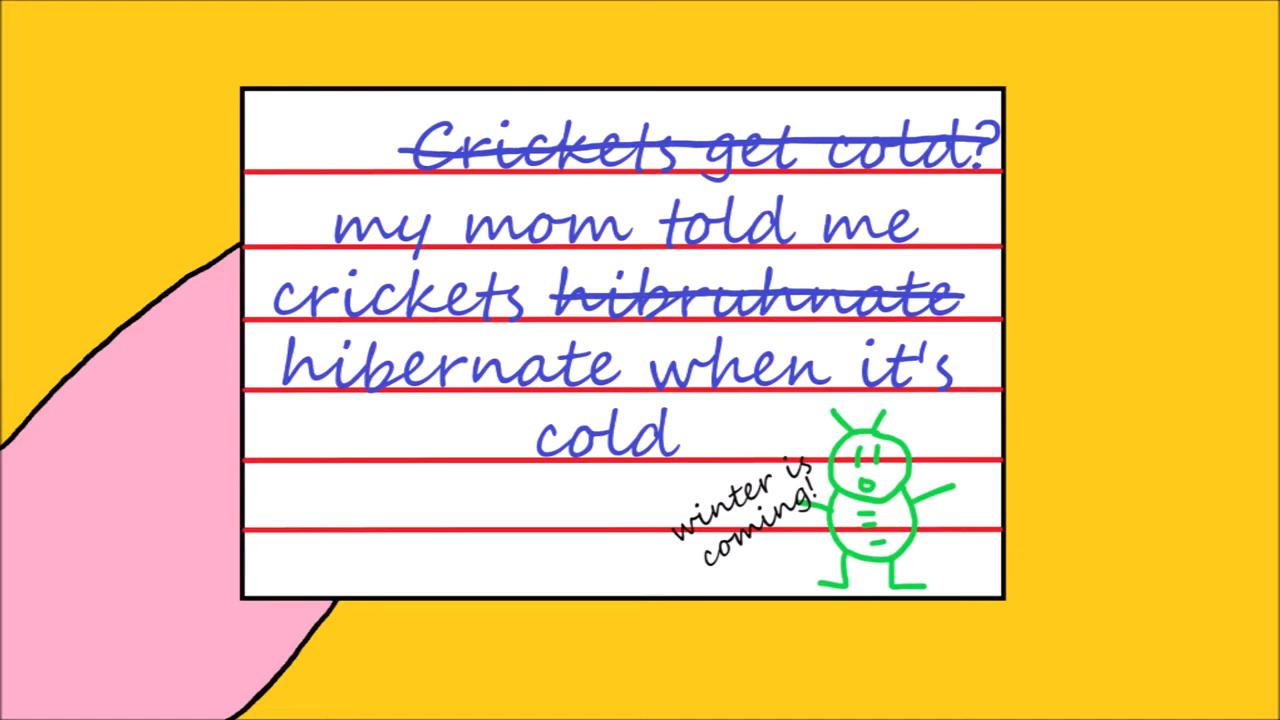 Crickets get cold?
my mom told me
crickets hibruhnate
hibernate when it's
cold
winter is
coming!